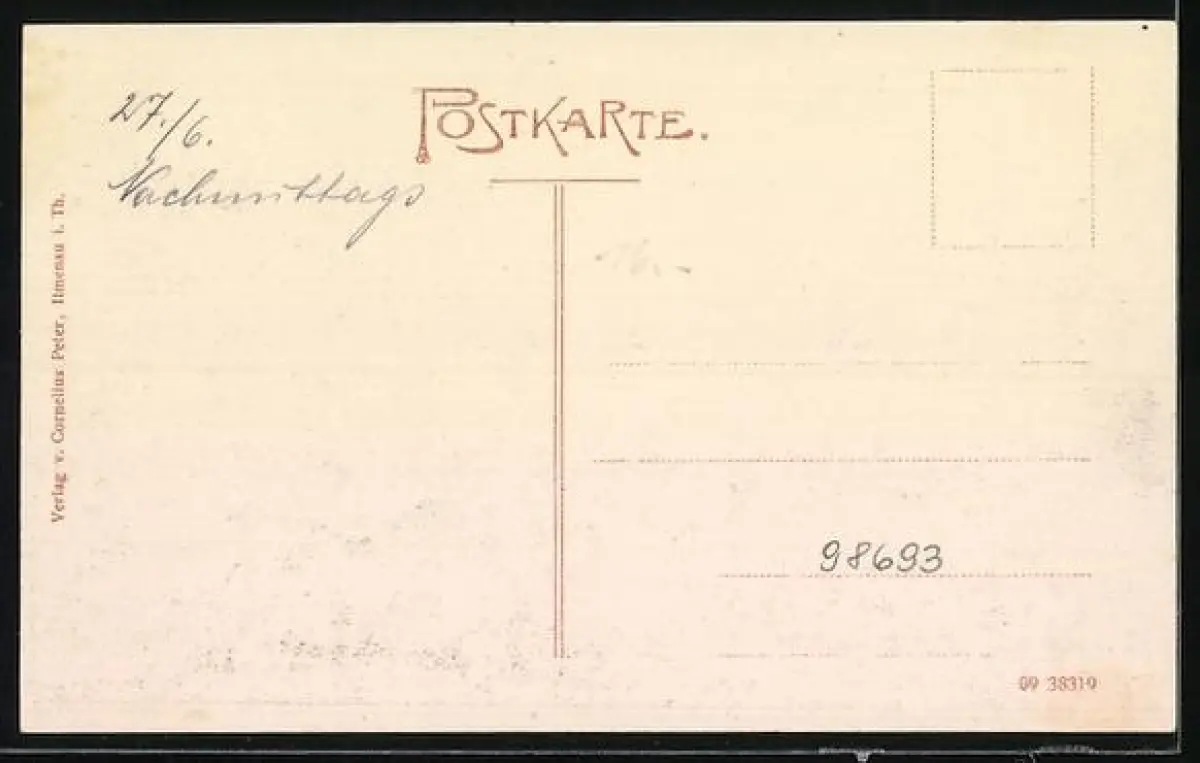 POSTKARTE.
27./6.
Nachmittags
Verlag v. Cornelius Peter, Ilmenau i. Th.
98693
09 38319